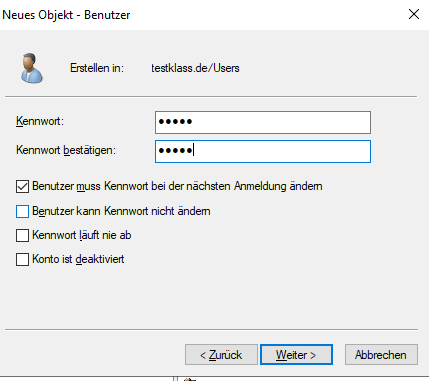 Neues Objekt - Benutzer
Erstellen in: testklass.de/Users
Kennwort: ●●●●●
Kennwort bestätigen: ●●●●●
Benutzer muss Kennwort bei der nächsten Anmeldung ändern
Benutzer kann Kennwort nicht ändern
Kennwort läuft nie ab
Konto ist deaktiviert
< Zurück Weiter > Abbrechen